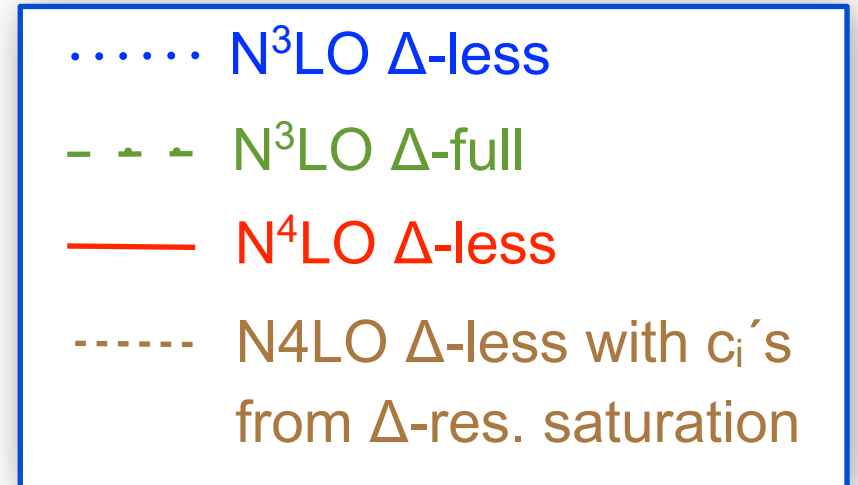 N³LO Δ-less
N³LO Δ-full
N⁴LO Δ-less
N4LO Δ-less with cᵢ´s
from Δ-res. saturation